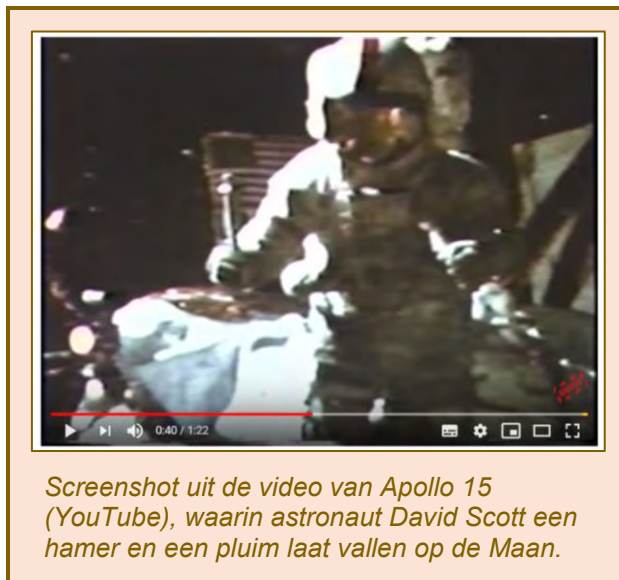 0:40 / 1:22
Screenshot uit de video van Apollo 15
(YouTube), waarin astronaut David Scott een
hamer en een pluim laat vallen op de Maan.